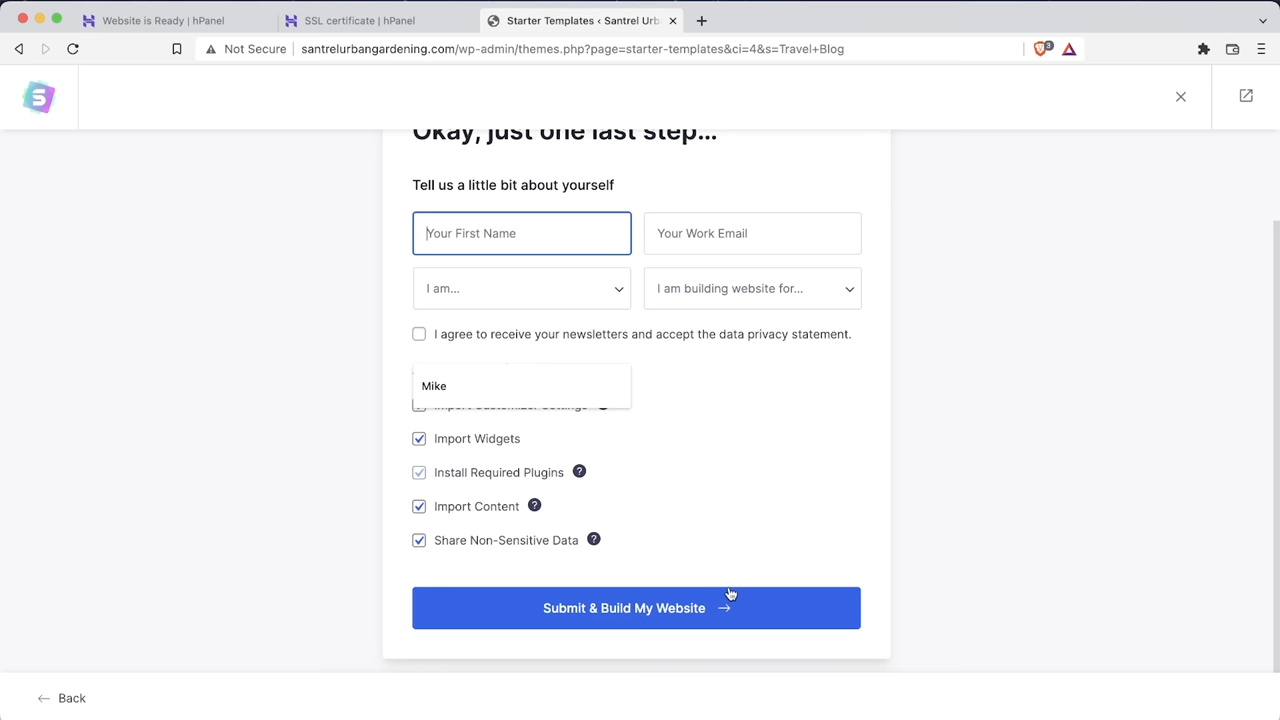 Website is Ready | hPanel
SSL certificate | hPanel
Starter Templates ‹ Santrel Urb
Not Secure
santrelurbangardening.com/wp-admin/themes.php?page=starter-templates&ci=4&s=Travel+Blog
3
S
Okay, just one last step...
Tell us a little bit about yourself
Your First Name
Your Work Email
I am...
I am building website for...
I agree to receive your newsletters and accept the data privacy statement.
Mike
Import Customizer Settings
Import Widgets
Install Required Plugins ?
Import Content ?
Share Non-Sensitive Data ?
Submit & Build My Website →
← Back